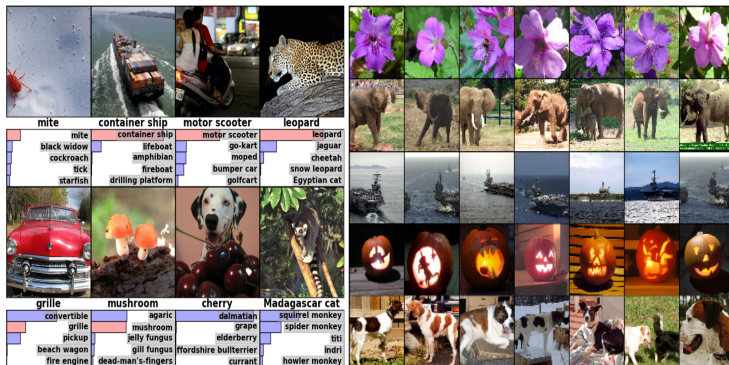 mite container ship motor scooter leopard
mite container ship motor scooter leopard
black widow lifeboat go-kart jaguar
cockroach amphibian moped cheetah
tick fireboat bumper car snow leopard
starfish drilling platform golfcart Egyptian cat
grille mushroom cherry Madagascar cat
convertible agaric dalmatian squirrel monkey
grille mushroom grape spider monkey
pickup jelly fungus elderberry titi
beach wagon gill fungus ffordshire bullterrier indri
fire engine dead-man's-fingers currant howler monkey